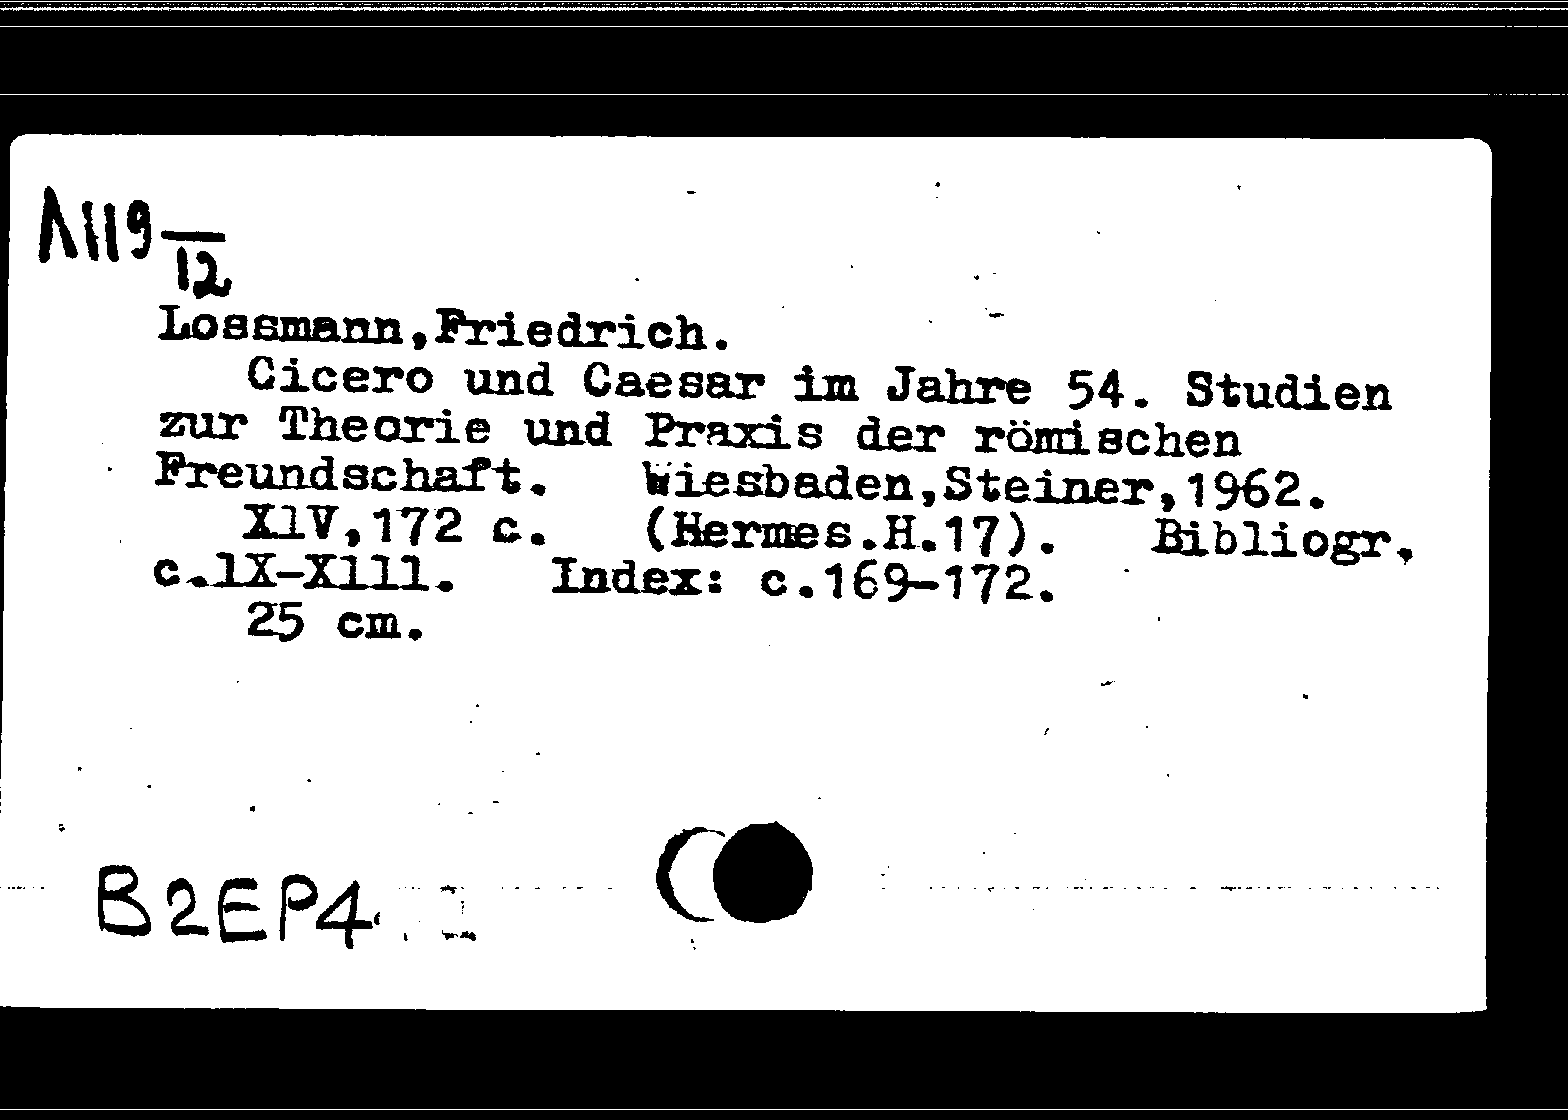 Л119
12
Lossmann,Friedrich.
Cicero und Caesar im Jahre 54. Studien
zur Theorie und Praxis der römischen
Freundschaft. Wiesbaden,Steiner,1962.
XlV,172 c. (Hermes.H.17). Bibliogr.
c.lX-Xlll. Index: c.169-172.
25 cm.
B2EP4